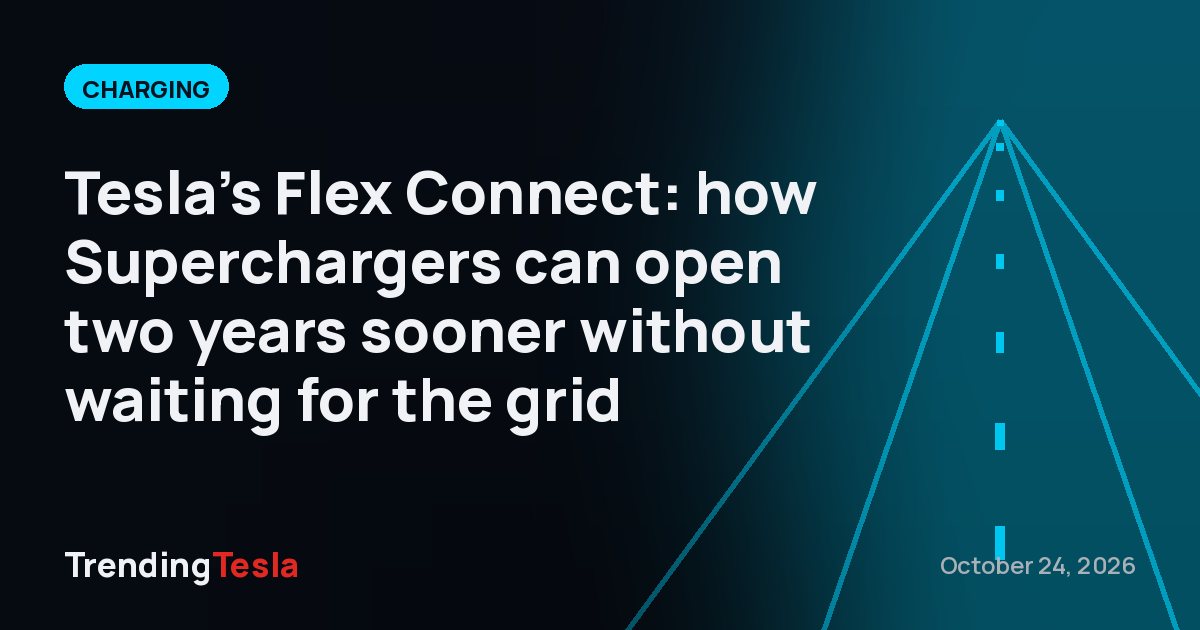 CHARGING
Tesla’s Flex Connect: how
Superchargers can open
two years sooner without
waiting for the grid
TrendingTesla
October 24, 2026